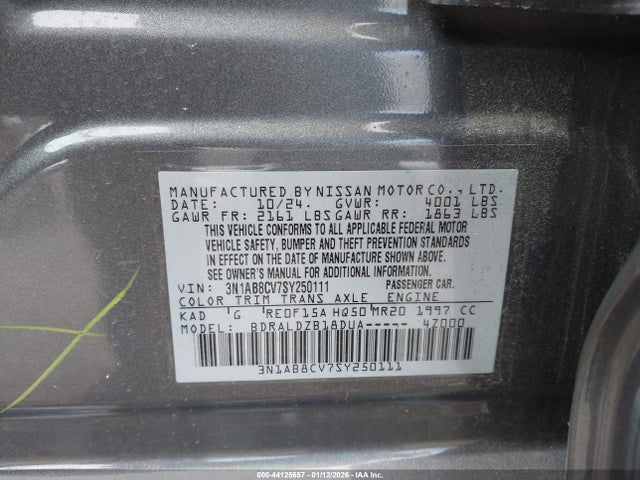 MANUFACTURED BY NISSAN MOTOR CO., LTD.
DATE: 10/24. GVWR: 4001 LBS
GAWR FR: 2161 LBS GAWR RR: 1863 LBS
THIS VEHICLE CONFORMS TO ALL APPLICABLE FEDERAL MOTOR
VEHICLE SAFETY, BUMPER AND THEFT PREVENTION STANDARDS
IN EFFECT ON THE DATE OF MANUFACTURE SHOWN ABOVE.
SEE OWNER'S MANUAL FOR ADDITIONAL INFORMATION.
VIN: 3N1AB8CV7SY250111 PASSENGER CAR.
COLOR TRIM TRANS AXLE ENGINE
KAD G RE0F15A HQ50 MR20 1997 CC
MODEL: BDRALDZB18DUA----- 4Z000
3N1AB8CV7SY250111
000-44125657 - 01/12/2026 - IAA Inc.